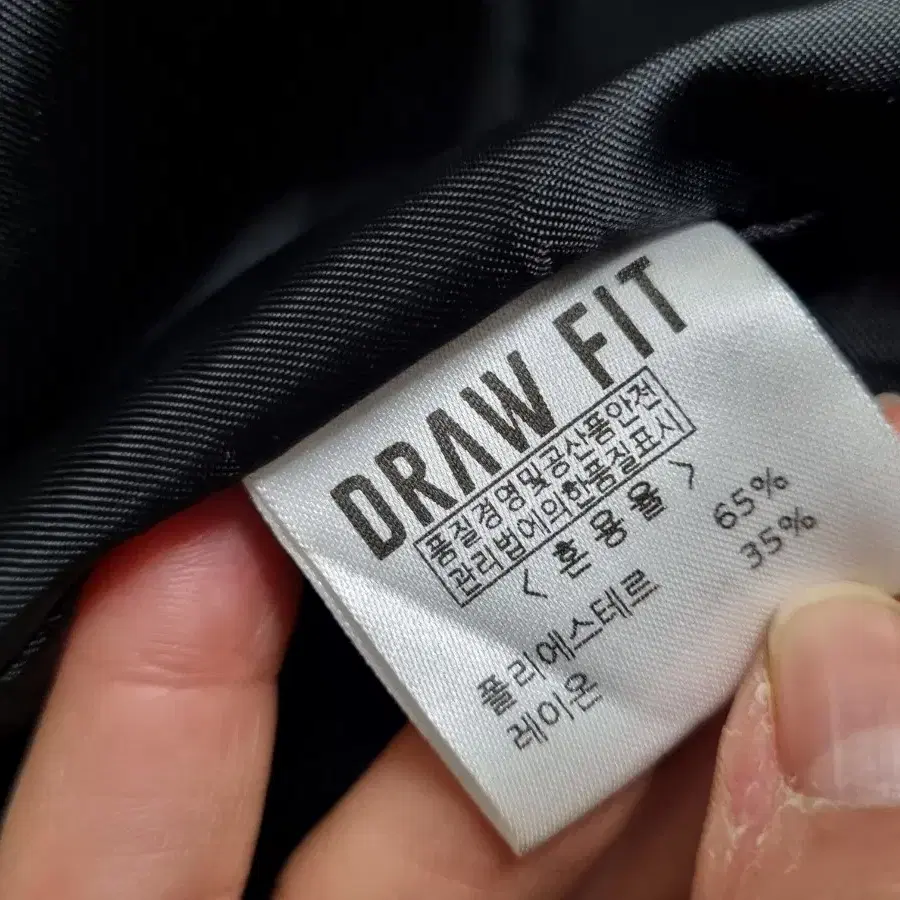 DRAW FIT
품질경영및공산품안전
관리법에의한품질표시
< 혼용율 >
폴리에스테르 65%
레이온 35%